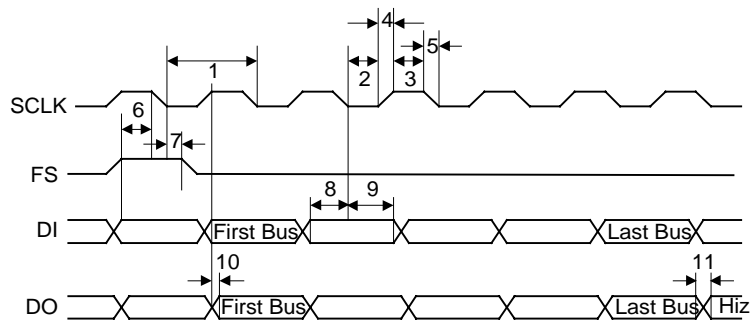 4
5
1
2
3
SCLK
6
7
FS
8
9
DI
First Bus
Last Bus
10
11
DO
First Bus
Last Bus
Hiz